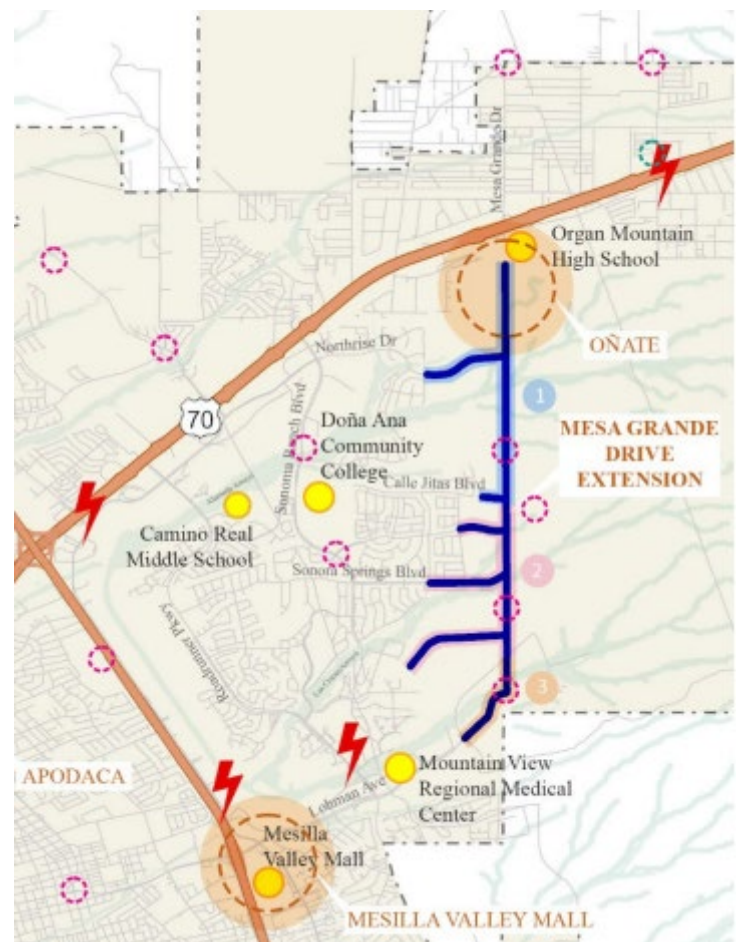 Mesa Grande Dr
Organ Mountain
High School
OÑATE
Northrise Dr
70
1
Sonoma Ranch Blvd
Doña Ana
Community
College
MESA GRANDE
DRIVE
EXTENSION
Calle Jitas Blvd
Camino Real
Middle School
Sonora Springs Blvd
2
Roadrunner Pkwy
3
APODACA
Mountain View
Regional Medical
Center
Lohman Ave
Mesilla
Valley Mall
MESILLA VALLEY MALL